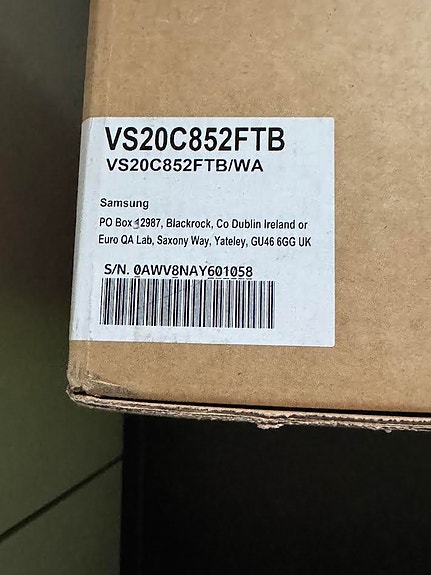 VS20C852FTB
VS20C852FTB/WA
Samsung
PO Box 12987, Blackrock, Co Dublin Ireland or
Euro QA Lab, Saxony Way, Yateley, GU46 6GG UK
S/N. 0AWV8NAY601058